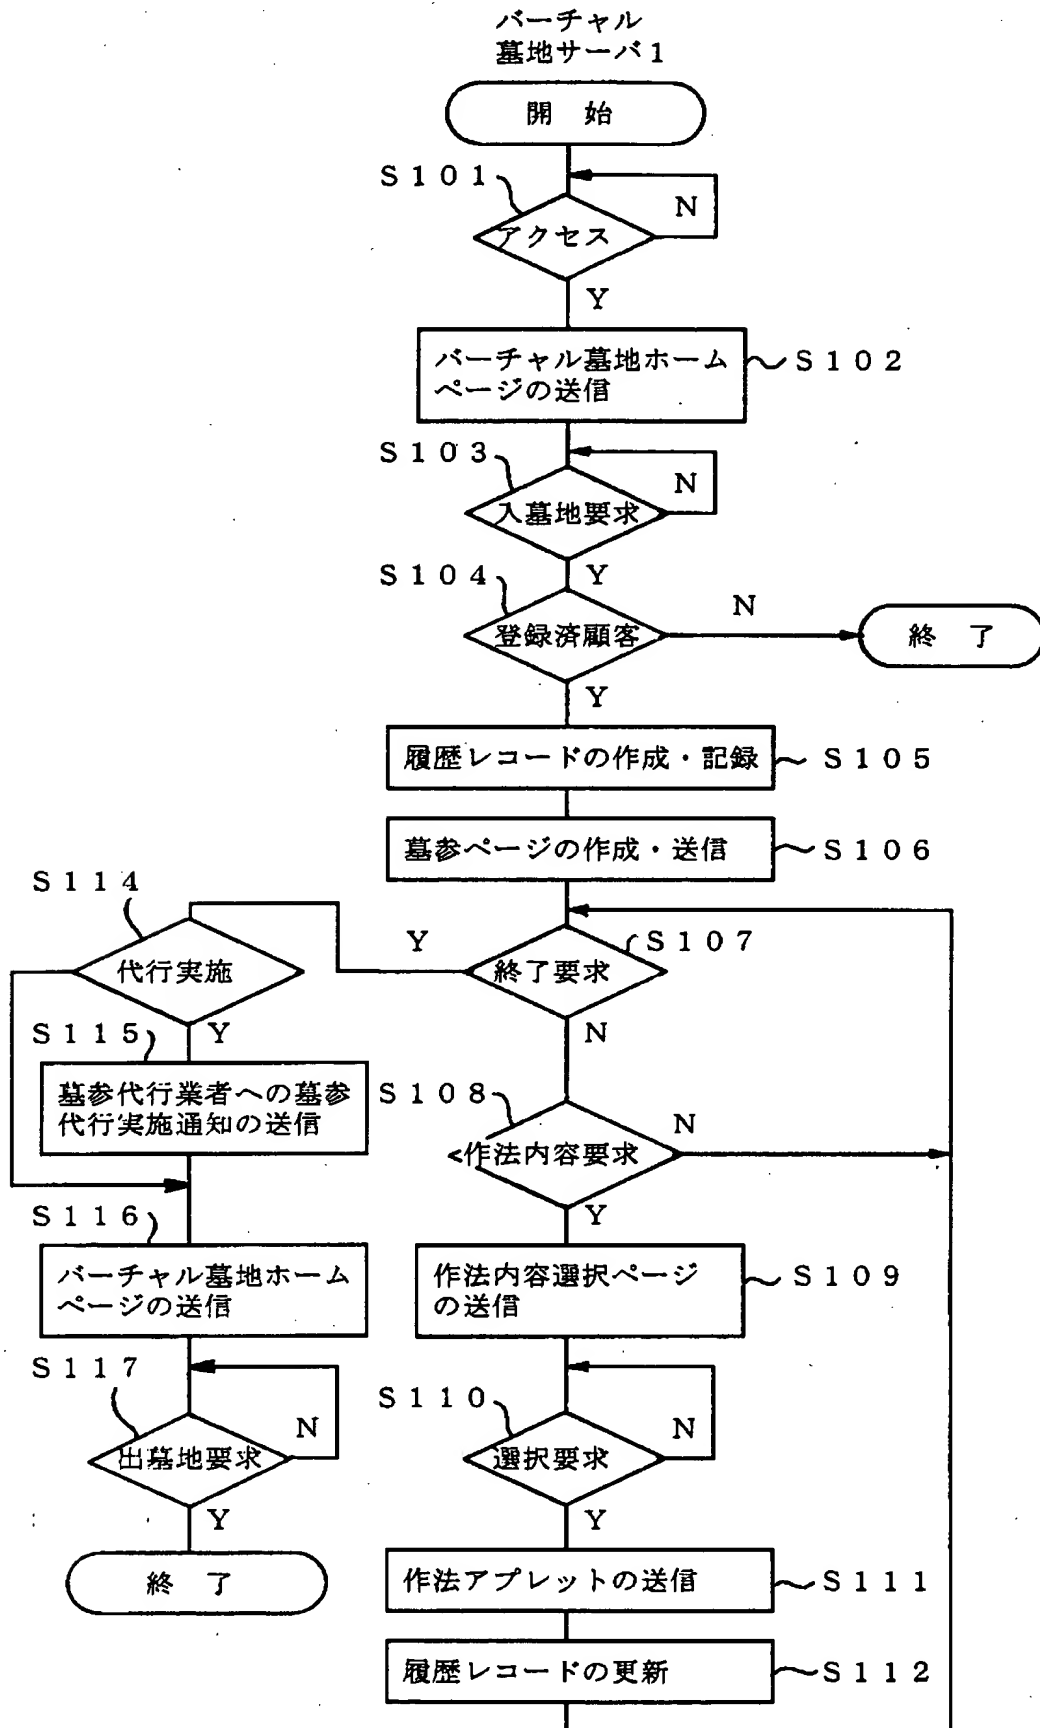 バーチャル
墓地サーバ1
開　始
S101
N
アクセス
Y
バーチャル墓地ホーム
ページの送信
S102
S103
N
入墓地要求
Y
S104
登録済顧客
N
終　了
Y
履歴レコードの作成・記録
S105
墓参ページの作成・送信
S106
S114
代行実施
Y
終了要求
S107
N
Y
S115
墓参代行業者への墓参
代行実施通知の送信
S108
作法内容要求
N
Y
S116
バーチャル墓地ホーム
ページの送信
作法内容選択ページ
の送信
S109
S117
出墓地要求
N
Y
終　了
S110
選択要求
N
Y
作法アプレットの送信
S111
履歴レコードの更新
S112